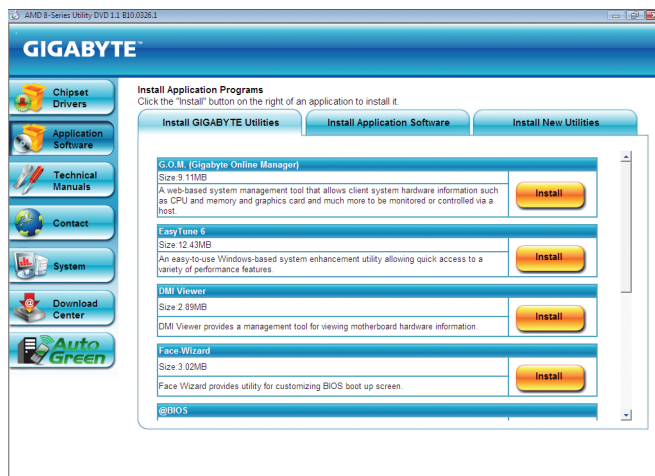 AMD 8-Series Utility DVD 1.1 B10.0326.1
GIGABYTE™
Chipset
Drivers
Application
Software
Technical
Manuals
Contact
System
Download
Center
Auto
Green
Install Application Programs
Click the "Install" button on the right of an application to install it.
Install GIGABYTE Utilities
Install Application Software
Install New Utilities
G.O.M. (Gigabyte Online Manager)
Size:9.11MB
A web-based system management tool that allows client system hardware information such
as CPU and memory and graphics card and much more to be monitored or controlled via a
host.
Install
EasyTune 6
Size:12.43MB
An easy-to-use Windows-based system enhancement utility allowing quick access to a
variety of performance features.
Install
DMI Viewer
Size:2.89MB
DMI Viewer provides a management tool for viewing motherboard hardware information.
Install
Face-Wizard
Size:3.02MB
Face Wizard provides utility for customizing BIOS boot up screen.
Install
@BIOS